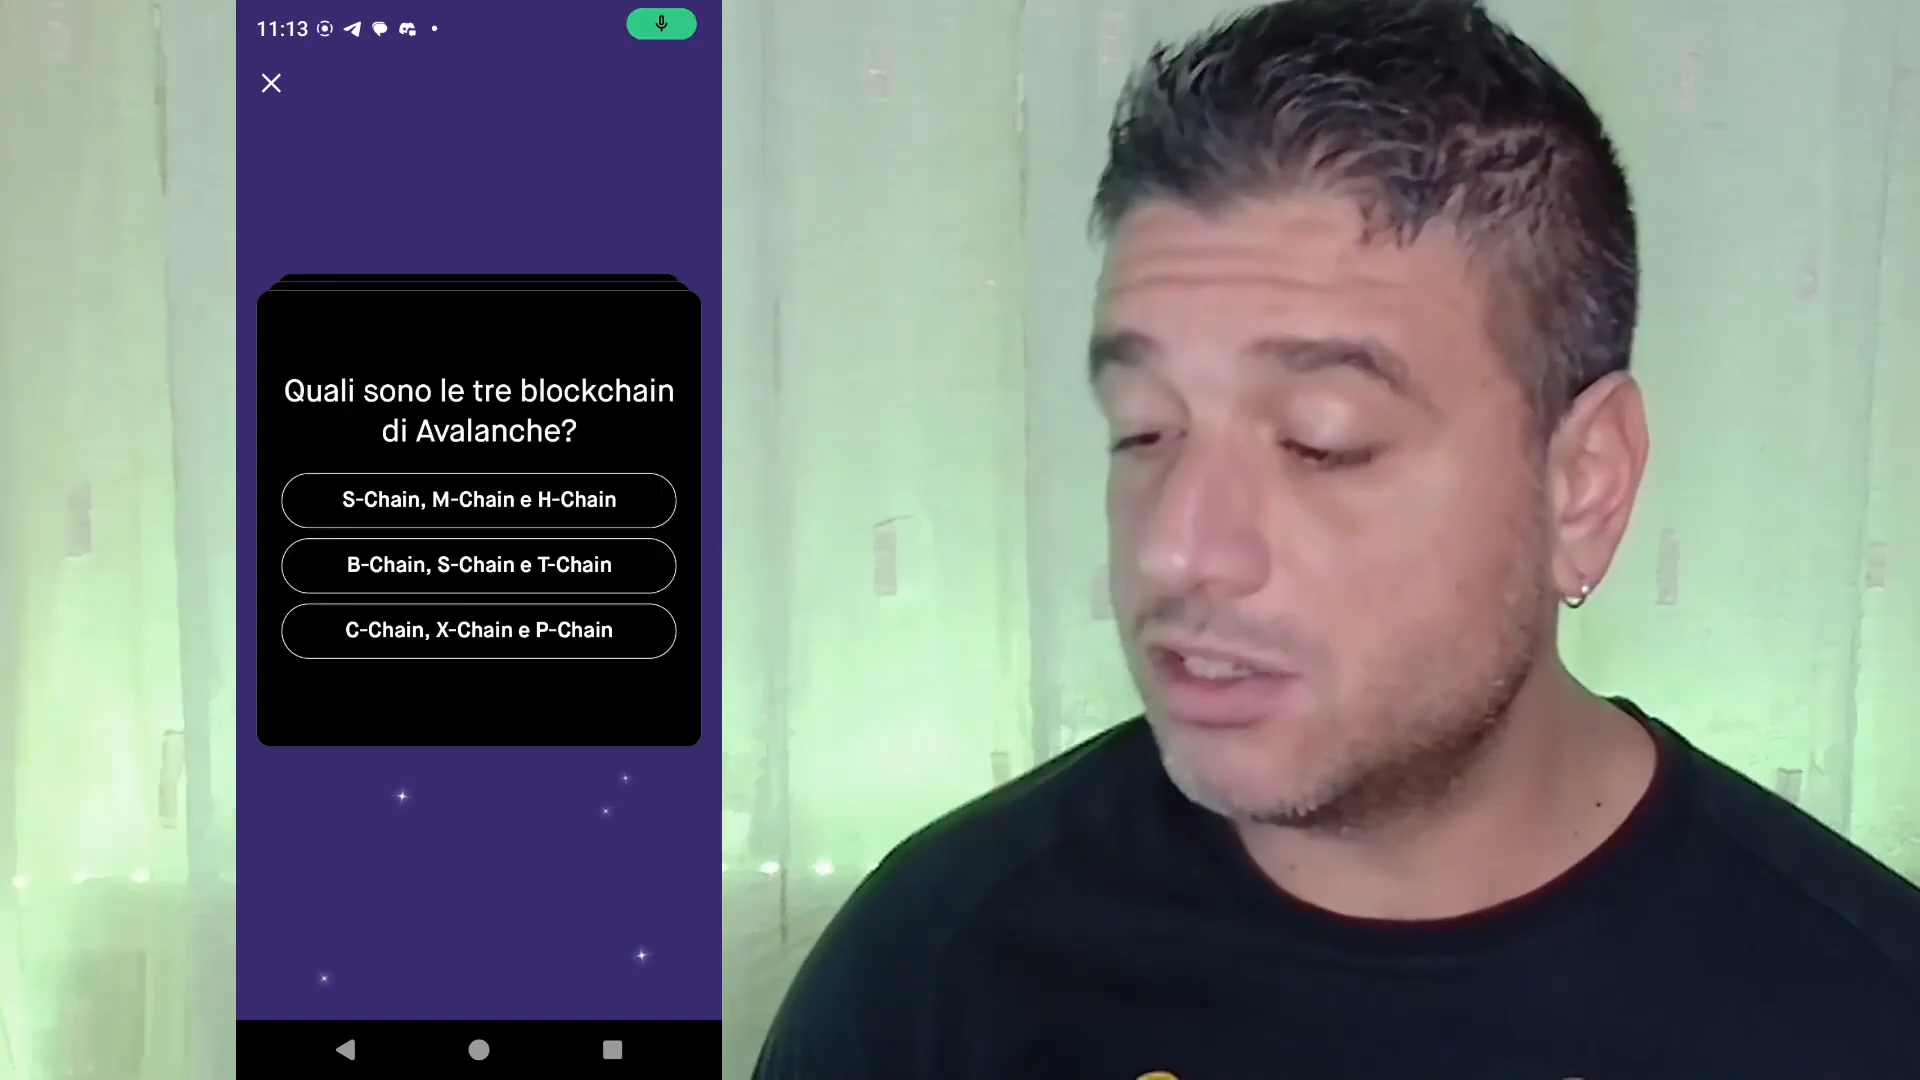 11:13
Quali sono le tre blockchain
di Avalanche?
S-Chain, M-Chain e H-Chain
B-Chain, S-Chain e T-Chain
C-Chain, X-Chain e P-Chain